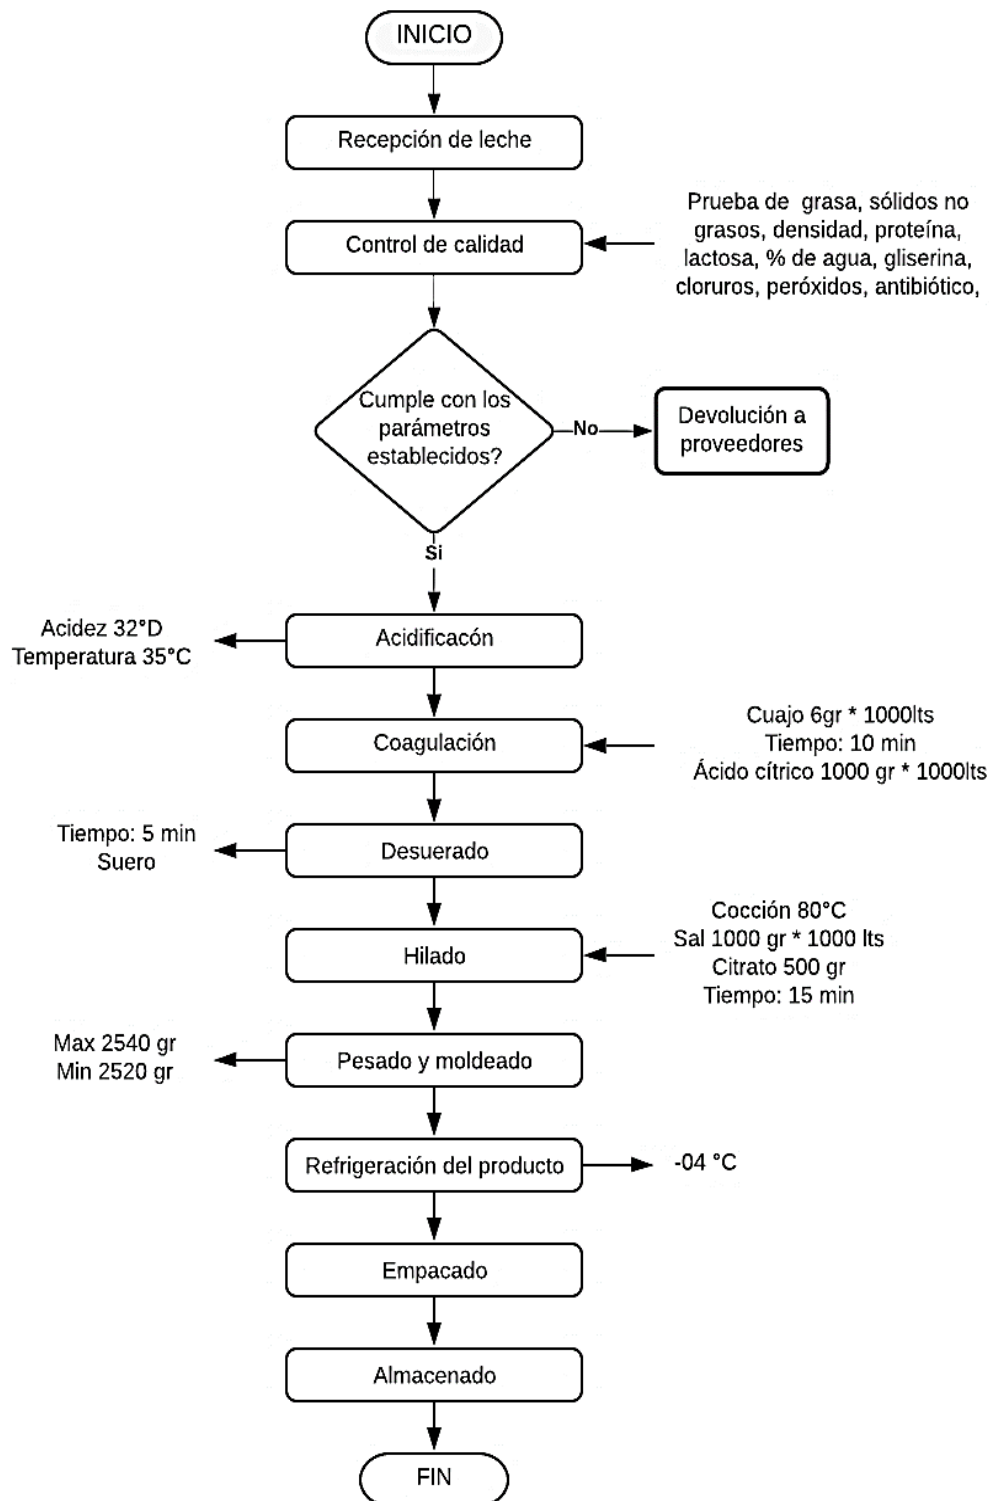 INICIO
Recepción de leche
Control de calidad
Prueba de  grasa, sólidos no
grasos, densidad, proteína,
lactosa, % de agua, gliserina,
cloruros, peróxidos, antibiótico,
Cumple con los
parámetros
establecidos?
No
Devolución a
proveedores
Si
Acidez 32°D
Temperatura 35°C
Acidificacón
Coagulación
Cuajo 6gr * 1000lts
Tiempo: 10 min
Ácido cítrico 1000 gr * 1000lts
Tiempo: 5 min
Suero
Desuerado
Hilado
Cocción 80°C
Sal 1000 gr * 1000 lts
Citrato 500 gr
Tiempo: 15 min
Max 2540 gr
Min 2520 gr
Pesado y moldeado
Refrigeración del producto
-04 °C
Empacado
Almacenado
FIN